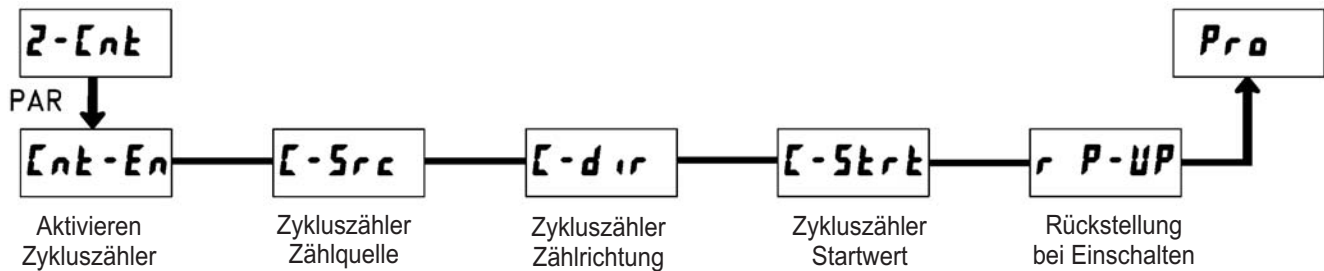 2-Cnt
Pro
PAR
Cnt-En
C-Src
C-dir
C-Strt
r P-UP
Aktivieren
Zykluszähler
Zykluszähler
Zählquelle
Zykluszähler
Zählrichtung
Zykluszähler
Startwert
Rückstellung
bei Einschalten